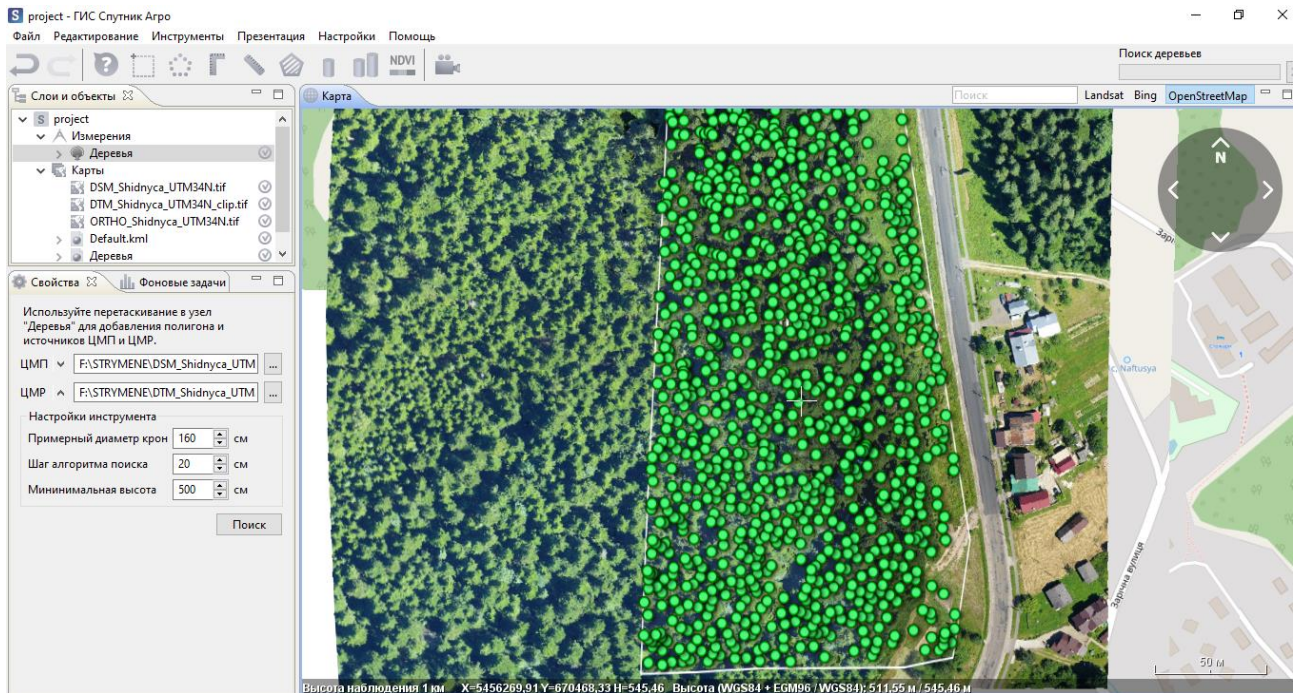 project - ГИС Спутник Агро
Файл Редактирование Инструменты Презентация Настройки Помощь
NDVI
Поиск деревьев
Слои и объекты
project
Измерения
Деревья
Карты
DSM_Shidnyca_UTM34N.tif
DTM_Shidnyca_UTM34N_clip.tif
ORTHO_Shidnyca_UTM34N.tif
Default.kml
Деревья
Свойства Фоновые задачи
Используйте перетаскивание в узел
"Деревья" для добавления полигона и
источников ЦМП и ЦМР.
ЦМП F:\STRYMENE\DSM_Shidnyca_UTM ...
ЦМР F:\STRYMENE\DTM_Shidnyca_UTM ...
Настройки инструмента
Примерный диаметр крон 160 см
Шаг алгоритма поиска 20 см
Мининимальная высота 500 см
Поиск
Карта Поиск Landsat Bing OpenStreetMap
N
с. Naftusya
Зарічна вулиця
50 м
Высота наблюдения 1 км X=5456269,91 Y=670468,33 H=545,46 Высота (WGS84 + EGM96 / WGS84): 511,55 м / 545,46 м